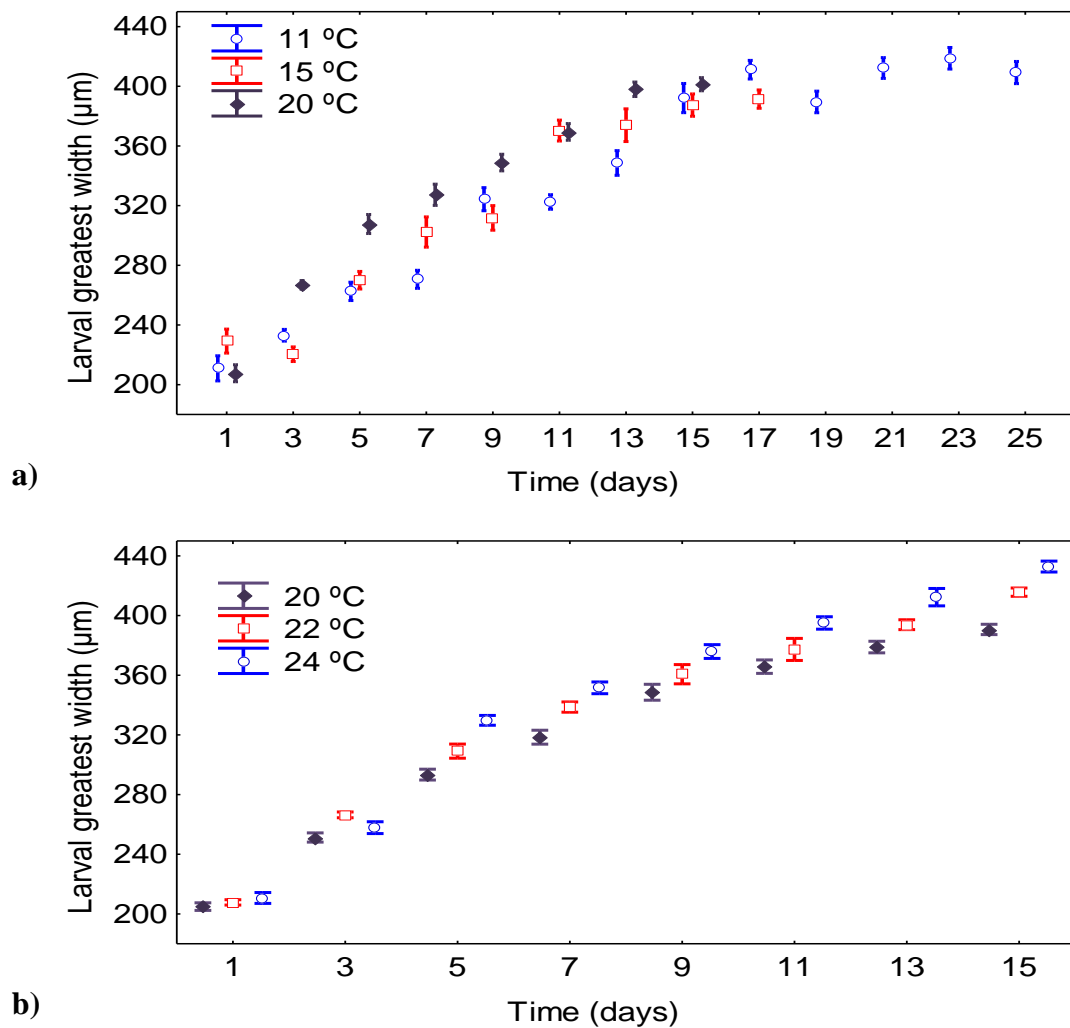 440
400
360
320
280
240
200
Larval greatest width (µm)
11 ºC
15 ºC
20 ºC
1 3 5 7 9 11 13 15 17 19 21 23 25
Time (days)
a)
440
400
360
320
280
240
200
Larval greatest width (µm)
20 ºC
22 ºC
24 ºC
1 3 5 7 9 11 13 15
Time (days)
b)